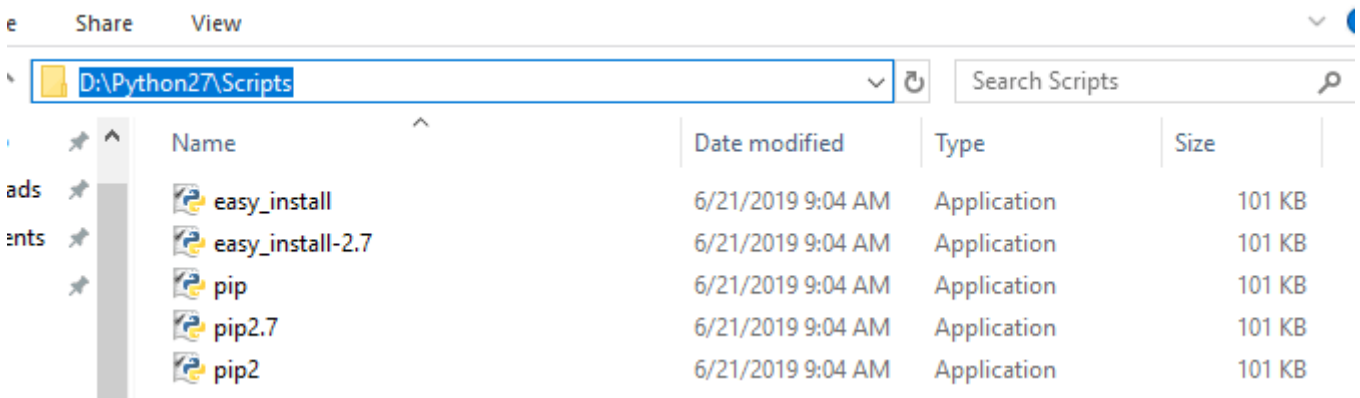 e Share View
D:\Python27\Scripts Search Scripts
Name Date modified Type Size
ads easy_install 6/21/2019 9:04 AM Application 101 KB
ents easy_install-2.7 6/21/2019 9:04 AM Application 101 KB
pip 6/21/2019 9:04 AM Application 101 KB
pip2.7 6/21/2019 9:04 AM Application 101 KB
pip2 6/21/2019 9:04 AM Application 101 KB